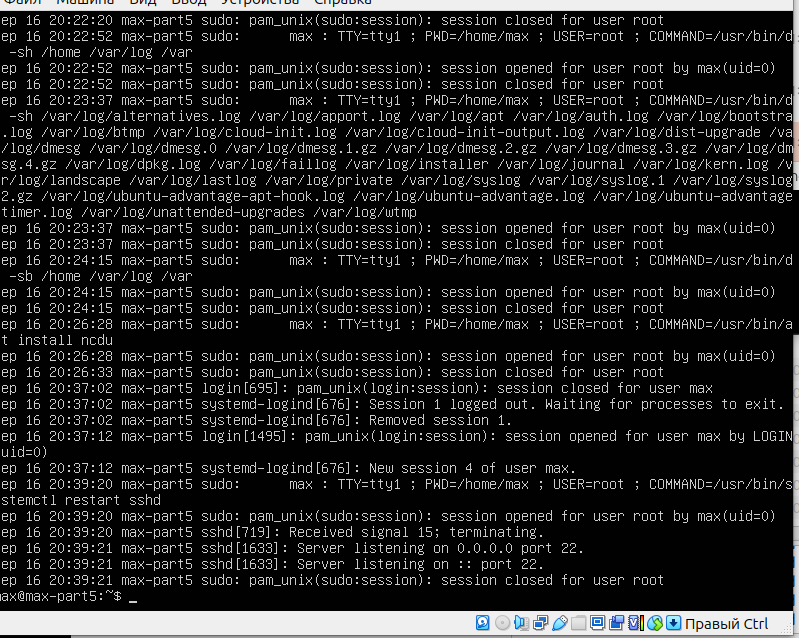 Файл Машина Вид Ввод Устройства Справка
ep 16 20:22:20 max-part5 sudo: pam_unix(sudo:session): session closed for user root
ep 16 20:22:52 max-part5 sudo:      max : TTY=tty1 ; PWD=/home/max ; USER=root ; COMMAND=/usr/bin/d
 -sh /home /var/log /var
ep 16 20:22:52 max-part5 sudo: pam_unix(sudo:session): session opened for user root by max(uid=0)
ep 16 20:22:52 max-part5 sudo: pam_unix(sudo:session): session closed for user root
ep 16 20:23:37 max-part5 sudo:      max : TTY=tty1 ; PWD=/home/max ; USER=root ; COMMAND=/usr/bin/d
 -sh /var/log/alternatives.log /var/log/apport.log /var/log/apt /var/log/auth.log /var/log/bootstra
.log /var/log/btmp /var/log/cloud-init.log /var/log/cloud-init-output.log /var/log/dist-upgrade /va
/log/dmesg /var/log/dmesg.0 /var/log/dmesg.1.gz /var/log/dmesg.2.gz /var/log/dmesg.3.gz /var/log/dm
sg.4.gz /var/log/dpkg.log /var/log/faillog /var/log/installer /var/log/journal /var/log/kern.log /v
r/log/landscape /var/log/lastlog /var/log/private /var/log/syslog /var/log/syslog.1 /var/log/syslog
2.gz /var/log/ubuntu-advantage-apt-hook.log /var/log/ubuntu-advantage.log /var/log/ubuntu-advantage
timer.log /var/log/unattended-upgrades /var/log/wtmp
ep 16 20:23:37 max-part5 sudo: pam_unix(sudo:session): session opened for user root by max(uid=0)
ep 16 20:23:37 max-part5 sudo: pam_unix(sudo:session): session closed for user root
ep 16 20:24:15 max-part5 sudo:      max : TTY=tty1 ; PWD=/home/max ; USER=root ; COMMAND=/usr/bin/d
 -sb /home /var/log /var
ep 16 20:24:15 max-part5 sudo: pam_unix(sudo:session): session opened for user root by max(uid=0)
ep 16 20:24:15 max-part5 sudo: pam_unix(sudo:session): session closed for user root
ep 16 20:26:28 max-part5 sudo:      max : TTY=tty1 ; PWD=/home/max ; USER=root ; COMMAND=/usr/bin/a
t install ncdu
ep 16 20:26:28 max-part5 sudo: pam_unix(sudo:session): session opened for user root by max(uid=0)
ep 16 20:26:33 max-part5 sudo: pam_unix(sudo:session): session closed for user root
ep 16 20:37:02 max-part5 login[695]: pam_unix(login:session): session closed for user max
ep 16 20:37:02 max-part5 systemd-logind[676]: Session 1 logged out. Waiting for processes to exit.
ep 16 20:37:02 max-part5 systemd-logind[676]: Removed session 1.
ep 16 20:37:12 max-part5 login[1495]: pam_unix(login:session): session opened for user max by LOGIN
uid=0)
ep 16 20:37:12 max-part5 systemd-logind[676]: New session 4 of user max.
ep 16 20:39:20 max-part5 sudo:      max : TTY=tty1 ; PWD=/home/max ; USER=root ; COMMAND=/usr/bin/s
stemctl restart sshd
ep 16 20:39:20 max-part5 sudo: pam_unix(sudo:session): session opened for user root by max(uid=0)
ep 16 20:39:20 max-part5 sshd[719]: Received signal 15; terminating.
ep 16 20:39:21 max-part5 sshd[1633]: Server listening on 0.0.0.0 port 22.
ep 16 20:39:21 max-part5 sshd[1633]: Server listening on :: port 22.
ep 16 20:39:21 max-part5 sudo: pam_unix(sudo:session): session closed for user root
ax@max-part5:~$ _
Правый Ctrl